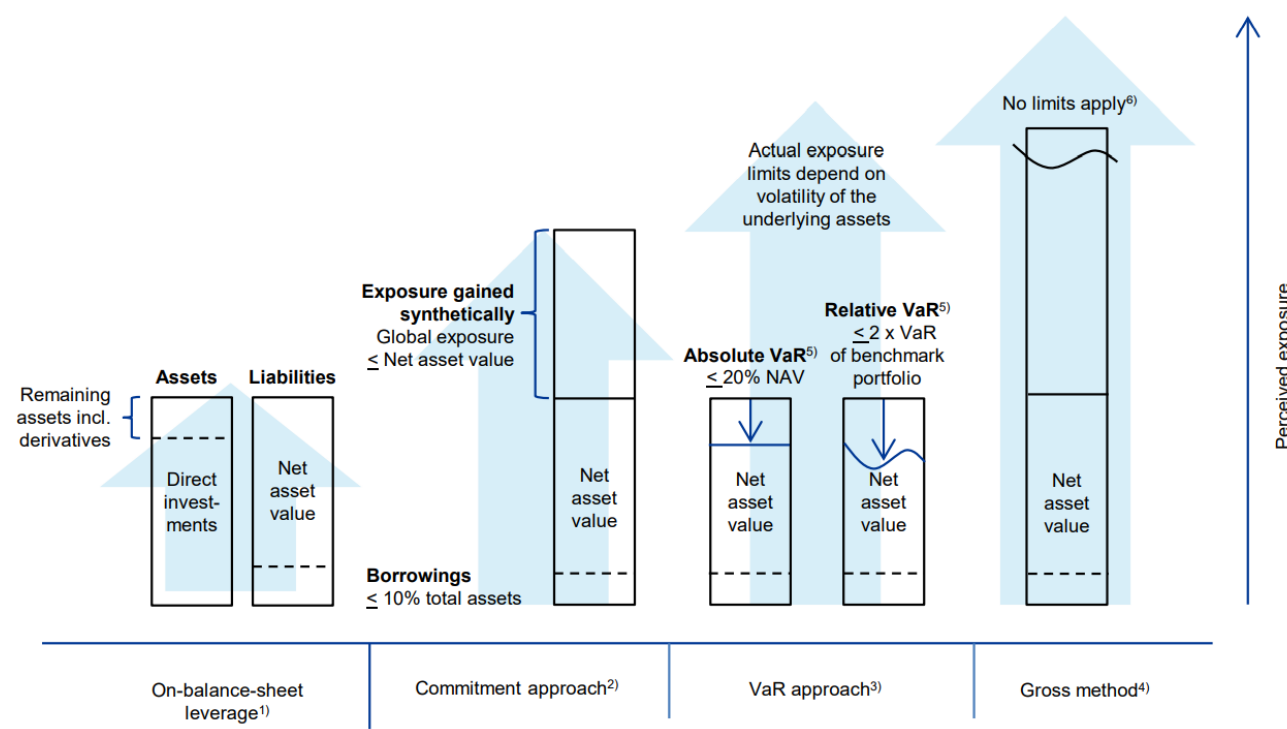 No limits apply6)
Actual exposure
limits depend on
volatility of the
underlying assets
Perceived exposure
Exposure gained
synthetically
Global exposure
≤ Net asset value
Relative VaR5)
≤ 2 x VaR
of benchmark
portfolio
Absolute VaR5)
≤ 20% NAV
Assets
Liabilities
Remaining
assets incl.
derivatives
Direct
invest-
ments
Net
asset
value
Net
asset
value
Net
asset
value
Net
asset
value
Net
asset
value
Borrowings
≤ 10% total assets
On-balance-sheet
leverage1)
Commitment approach2)
VaR approach3)
Gross method4)